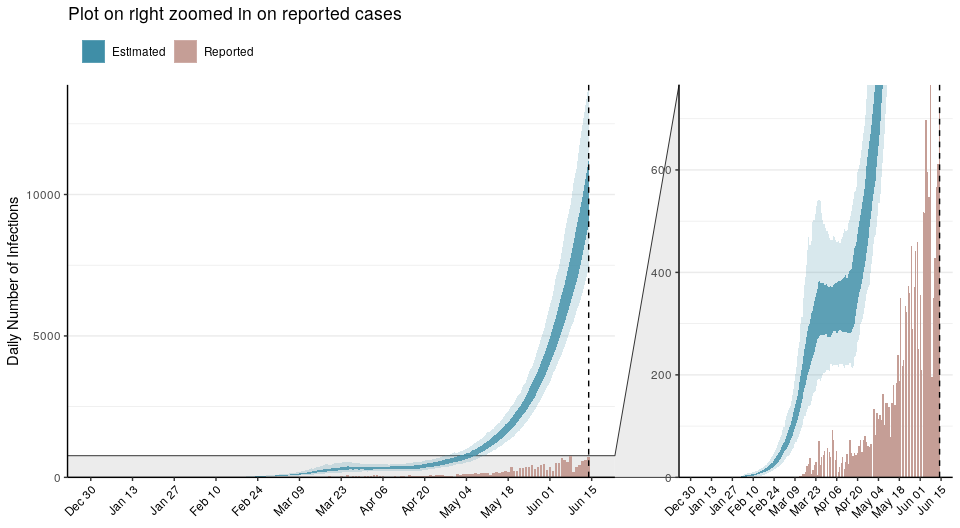 Plot on right zoomed in on reported cases
Estimated Reported
Daily Number of Infections
10000
5000
0
Dec 30 Jan 13 Jan 27 Feb 10 Feb 24 Mar 09 Mar 23 Apr 06 Apr 20 May 04 May 18 Jun 01 Jun 15
600
400
200
0
Dec 30 Jan 13 Jan 27 Feb 10 Feb 24 Mar 09 Mar 23 Apr 06 Apr 20 May 04 May 18 Jun 01 Jun 15